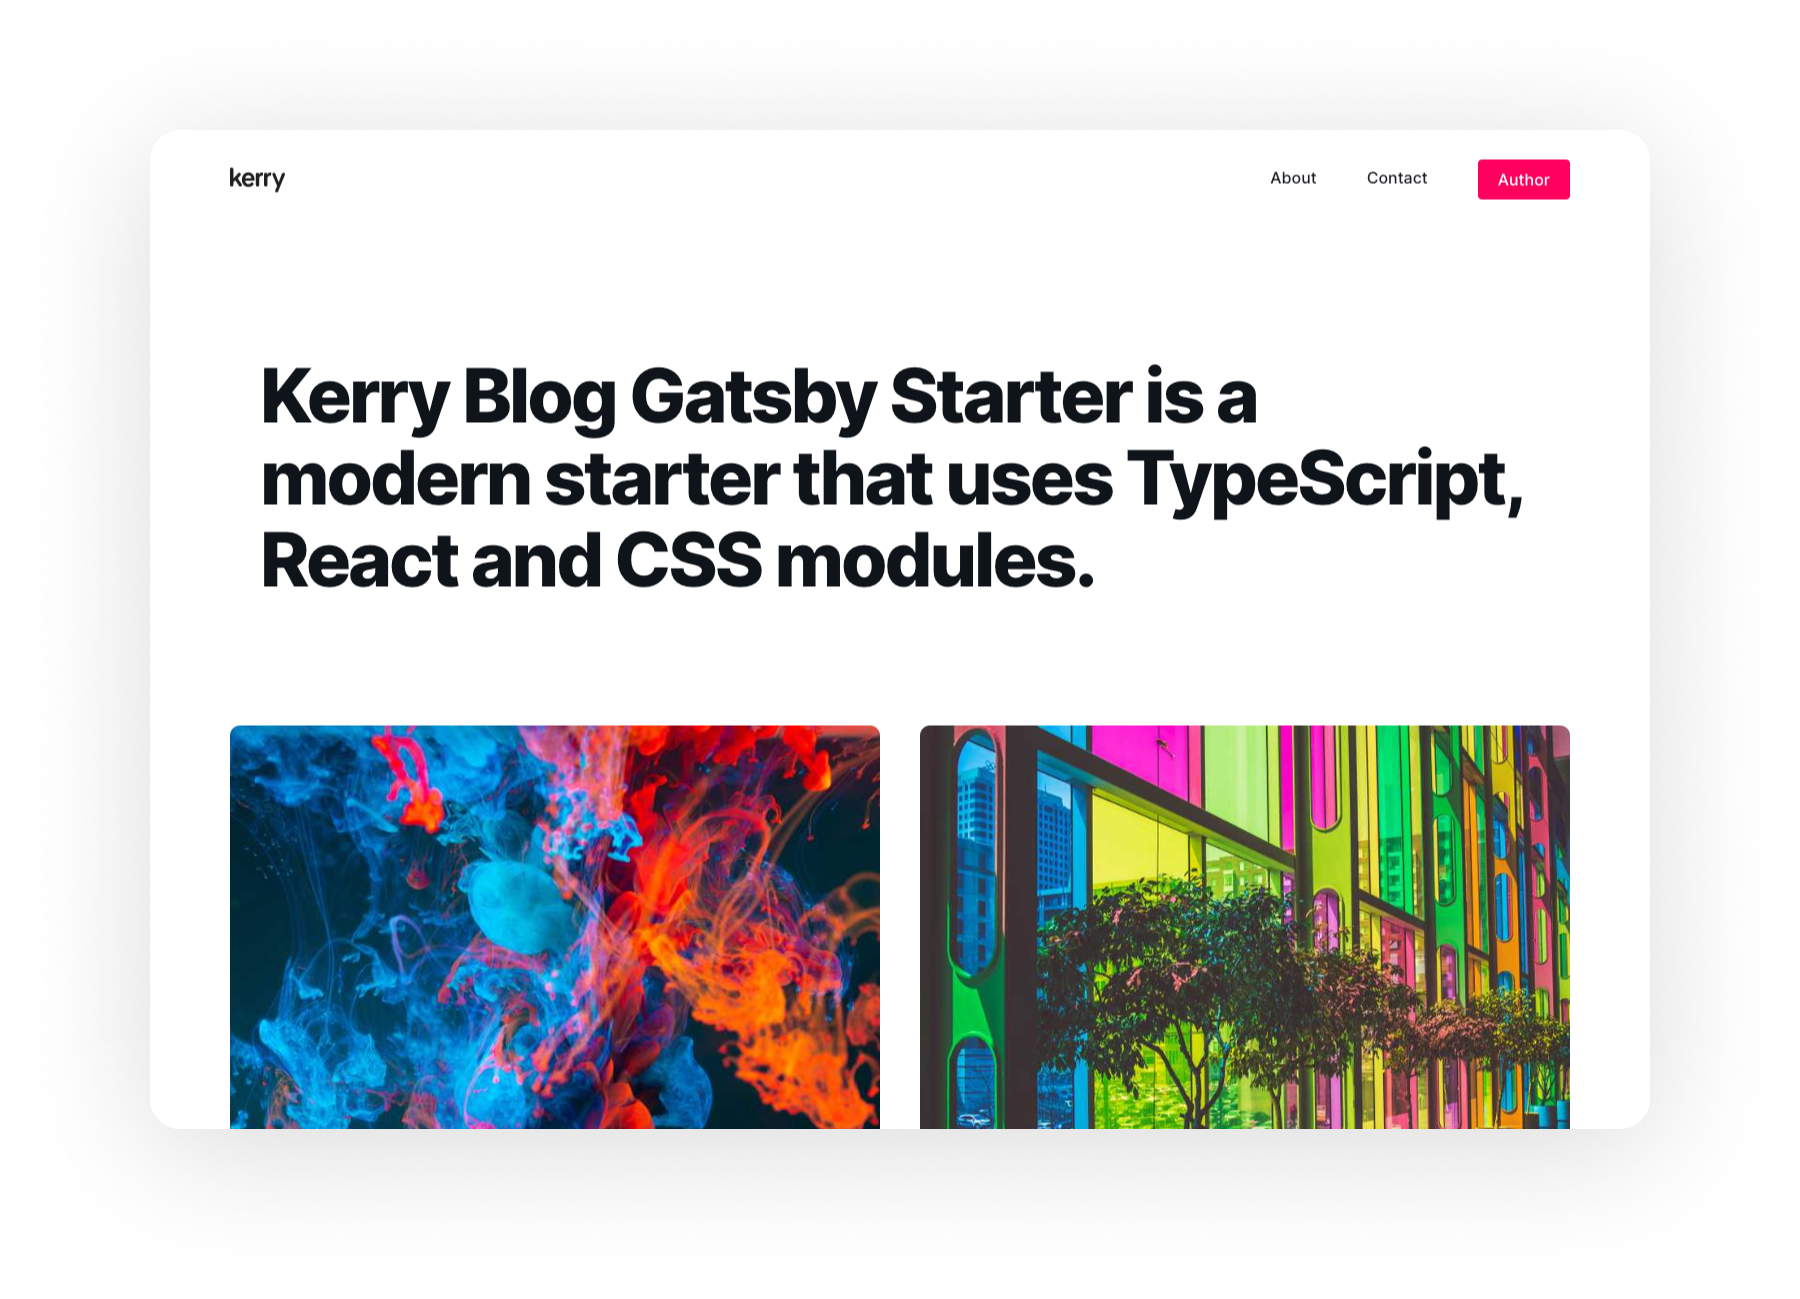 kerry
About
Contact
Author
Kerry Blog Gatsby Starter is a
modern starter that uses TypeScript,
React and CSS modules.